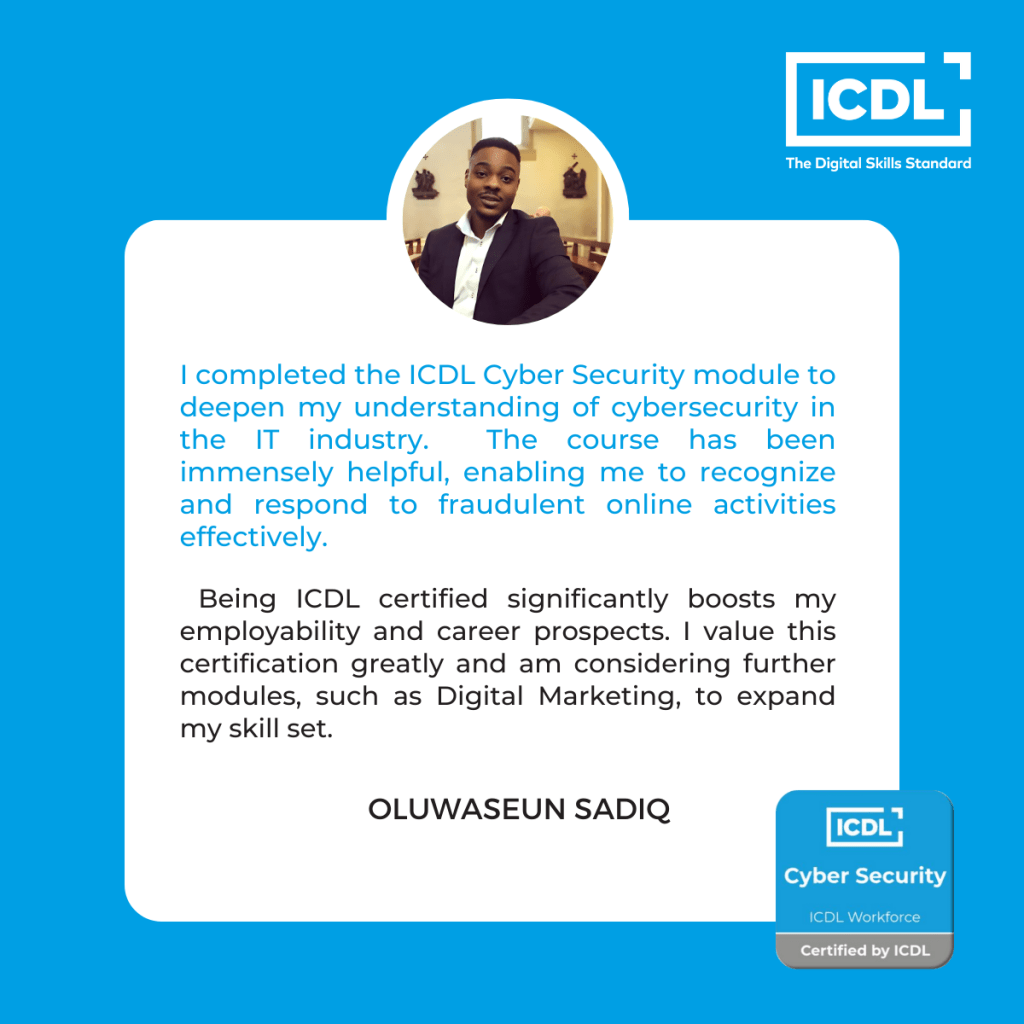 ICDL
The Digital Skills Standard
I completed the ICDL Cyber Security module to
deepen my understanding of cybersecurity in
the IT industry. The course has been
immensely helpful, enabling me to recognize
and respond to fraudulent online activities
effectively.
Being ICDL certified significantly boosts my
employability and career prospects. I value this
certification greatly and am considering further
modules, such as Digital Marketing, to expand
my skill set.
OLUWASEUN SADIQ
ICDL
Cyber Security
ICDL Workforce
Certified by ICDL